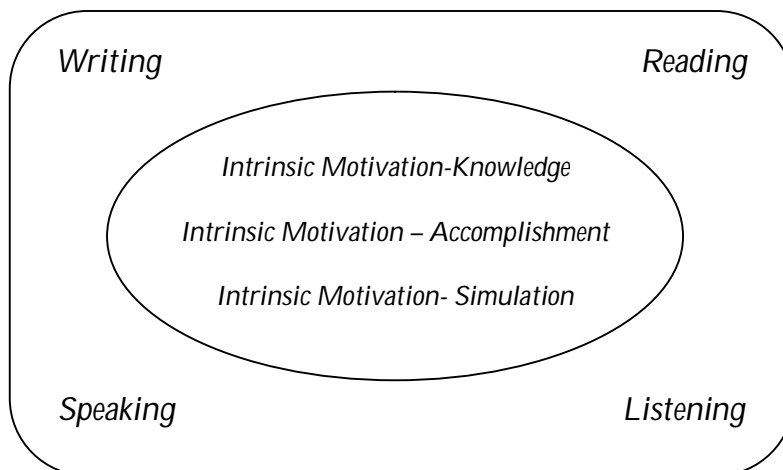 Writing Reading
Intrinsic Motivation-Knowledge
Intrinsic Motivation – Accomplishment
Intrinsic Motivation- Simulation
Speaking Listening